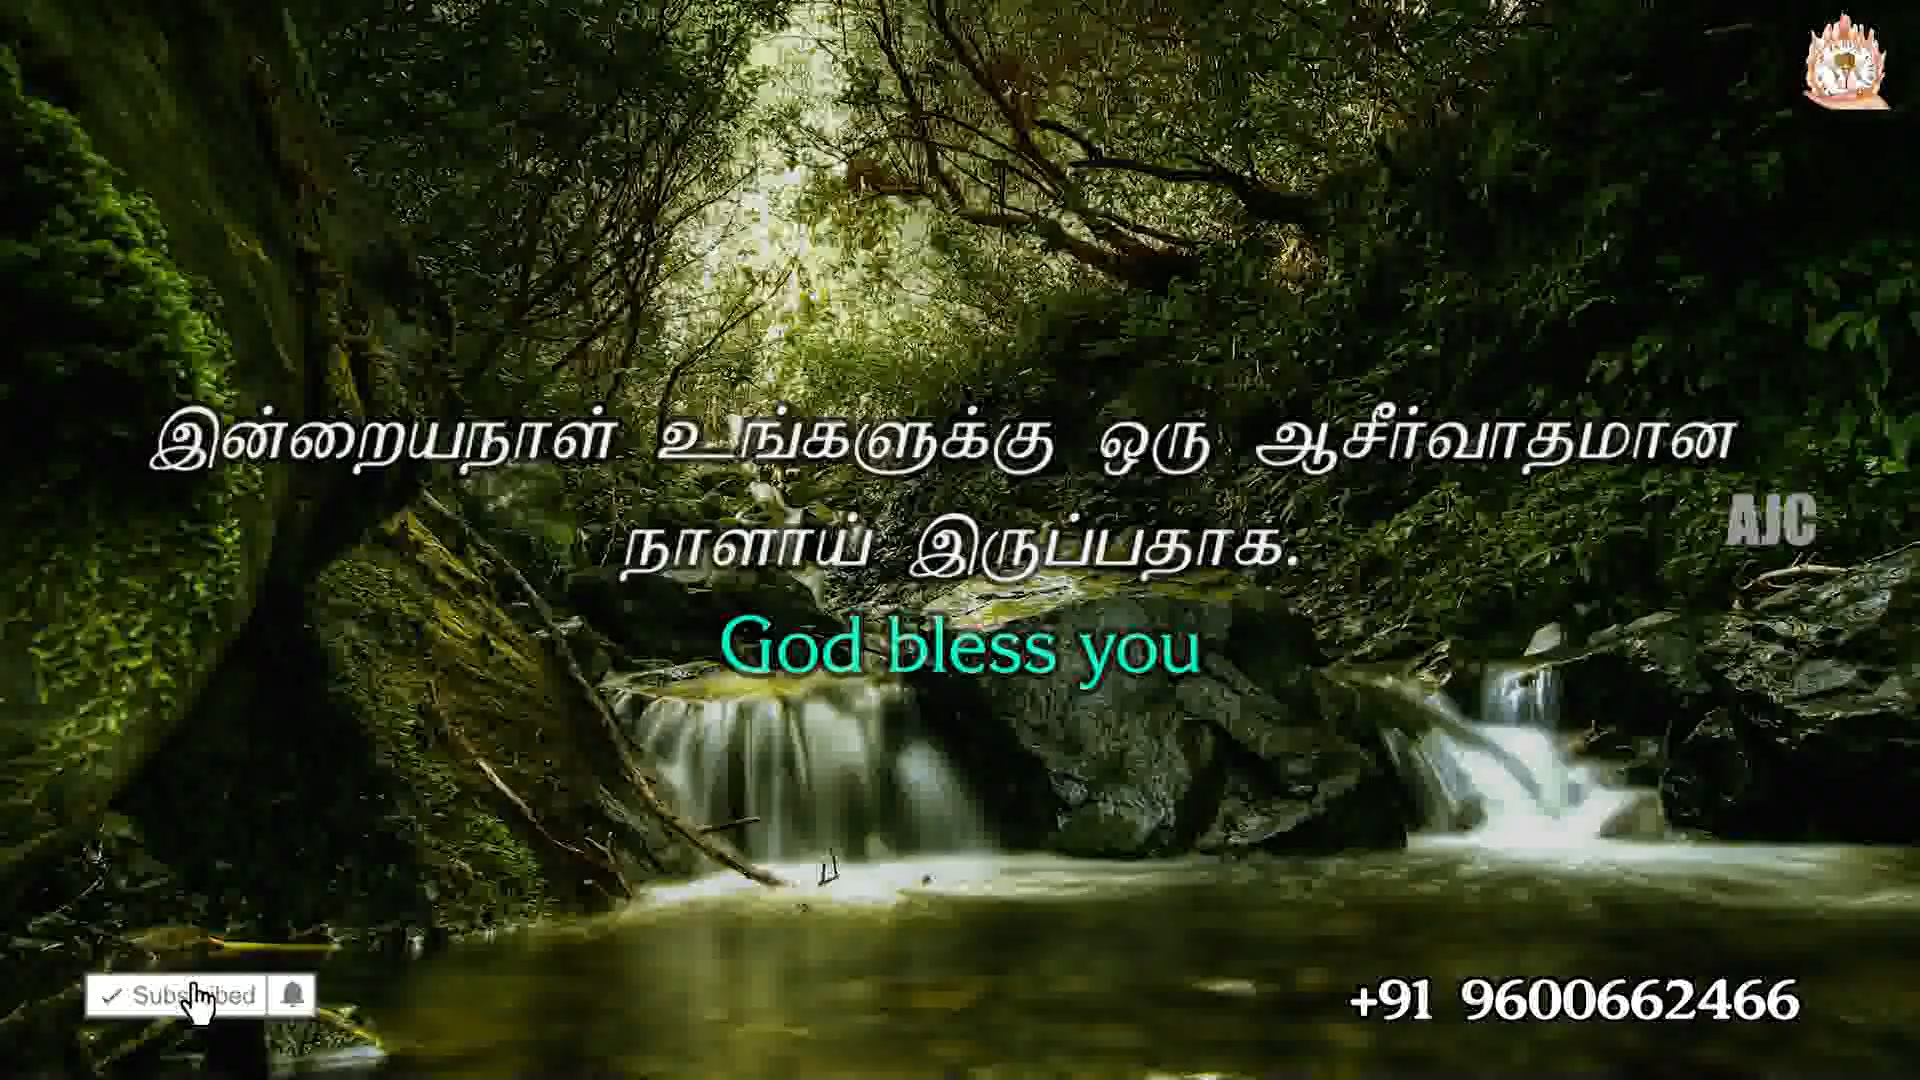 இன்றையநாள் உங்களுக்கு ஒரு ஆசீர்வாதமான
AJC
நாளாய் இருப்பதாக.
God bless you
Subscribed
+91 9600662466